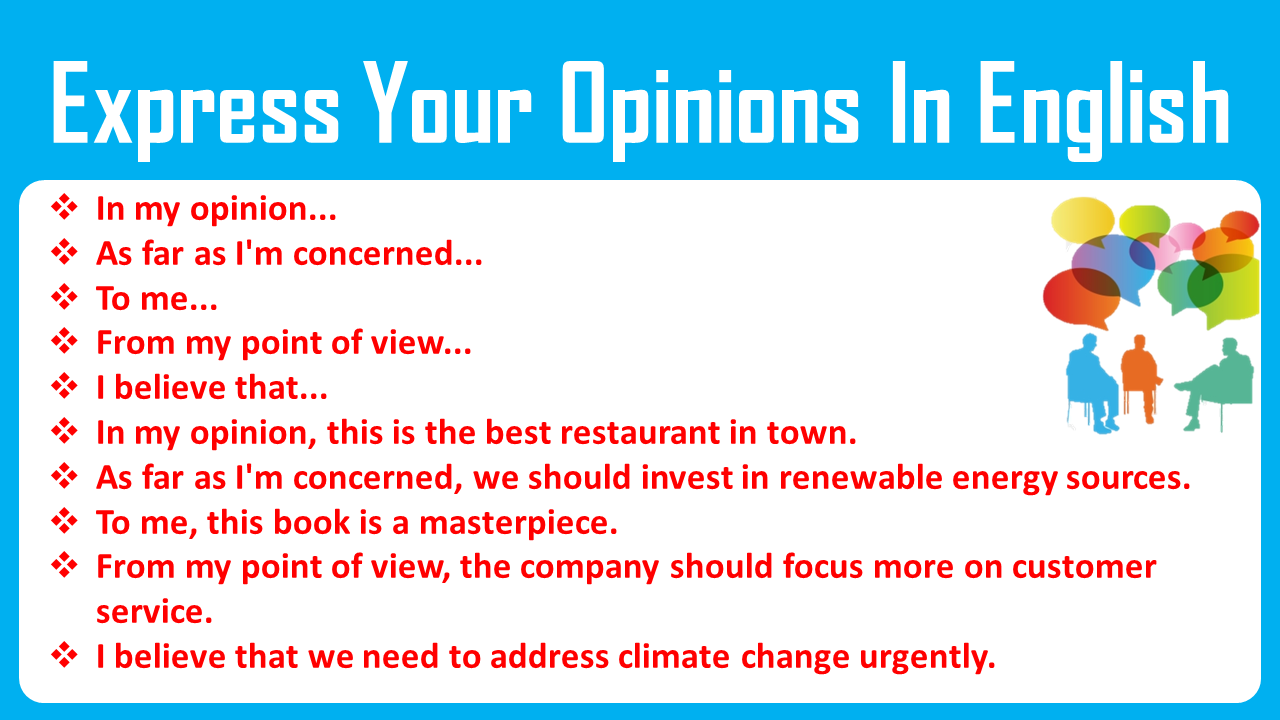 Express Your Opinions In English
❖ In my opinion...
❖ As far as I'm concerned...
❖ To me...
❖ From my point of view...
❖ I believe that...
❖ In my opinion, this is the best restaurant in town.
❖ As far as I'm concerned, we should invest in renewable energy sources.
❖ To me, this book is a masterpiece.
❖ From my point of view, the company should focus more on customer
service.
❖ I believe that we need to address climate change urgently.